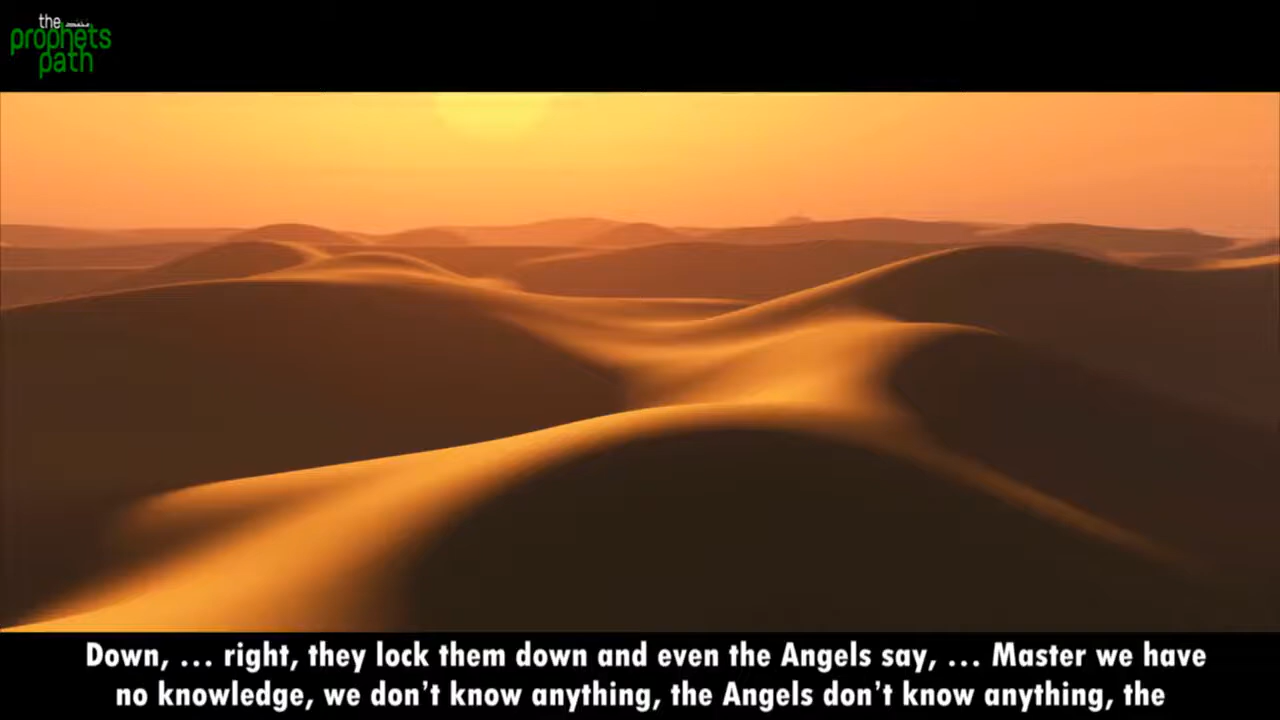 the
prophets
path
Down, ... right, they lock them down and even the Angels say, ... Master we have
no knowledge, we don't know anything, the Angels don't know anything, the